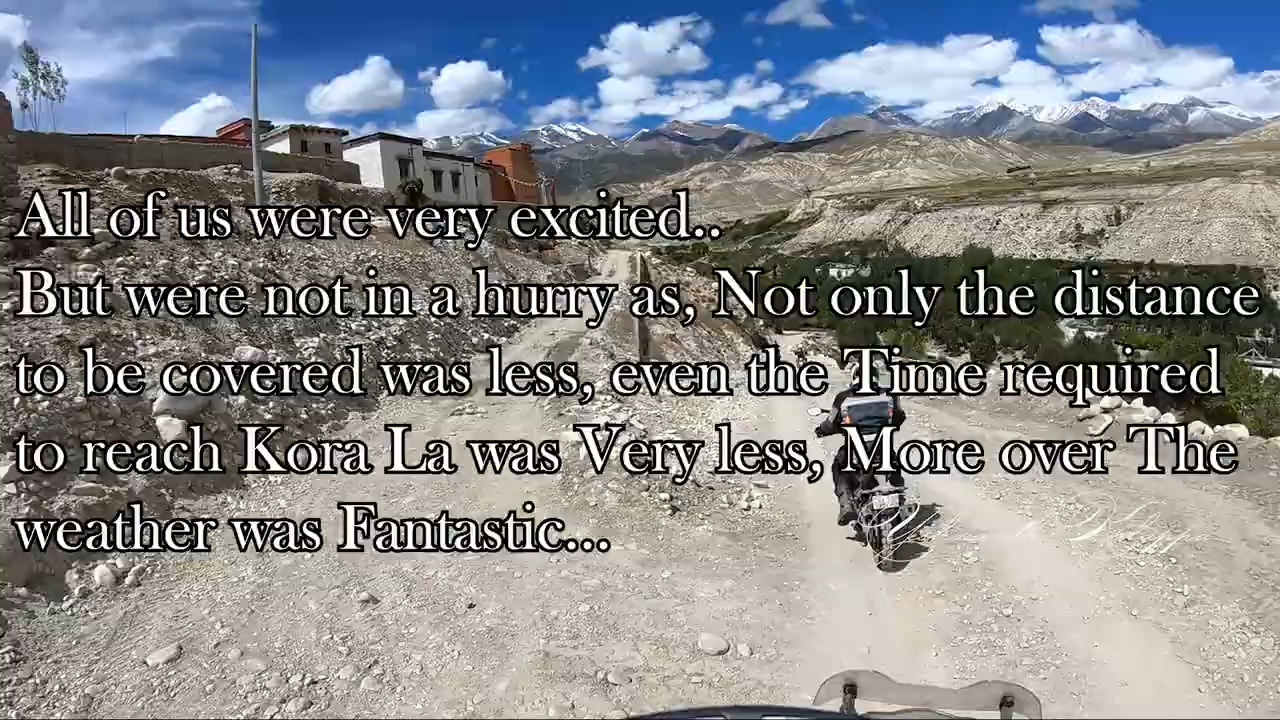 All of us were very excited..
But were not in a hurry as, Not only the distance
to be covered was less, even the Time required
to reach Kora La was Very less, More over The
weather was Fantastic...